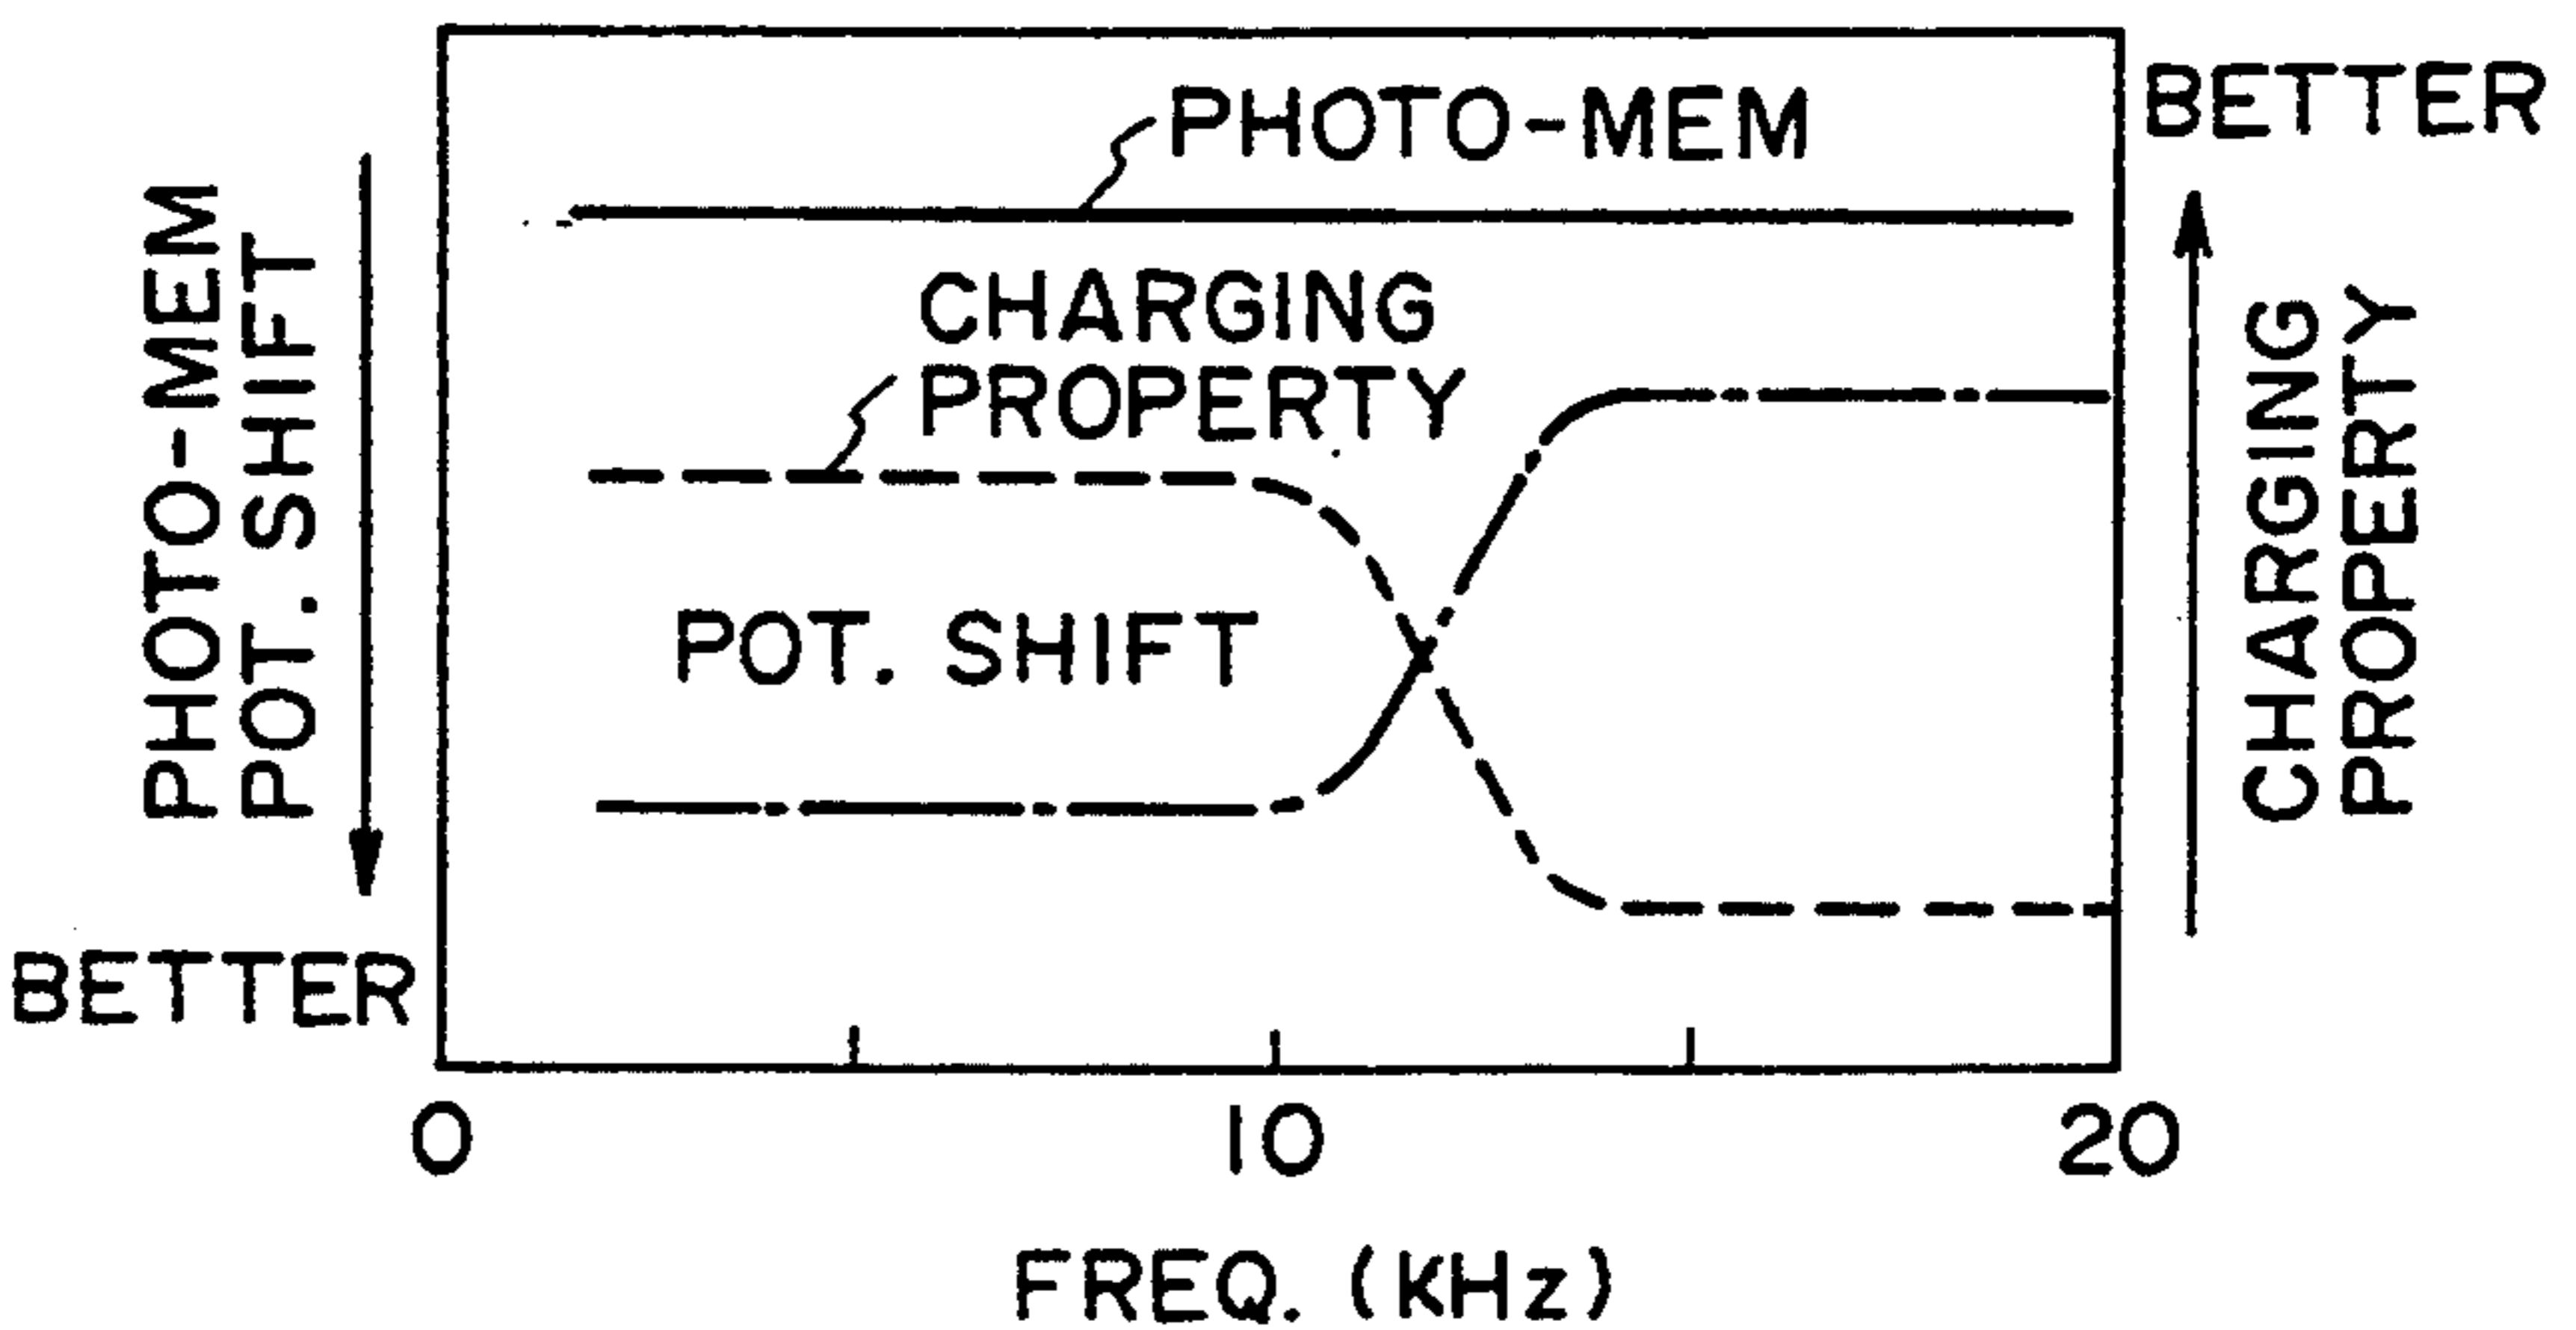 PHOTO-MEM
BETTER
PHOTO-MEM
POT. SHIFT
CHARGING
PROPERTY
POT. SHIFT
CHARGING
PROPERTY
BETTER
0
10
20
FREQ. (KHz)